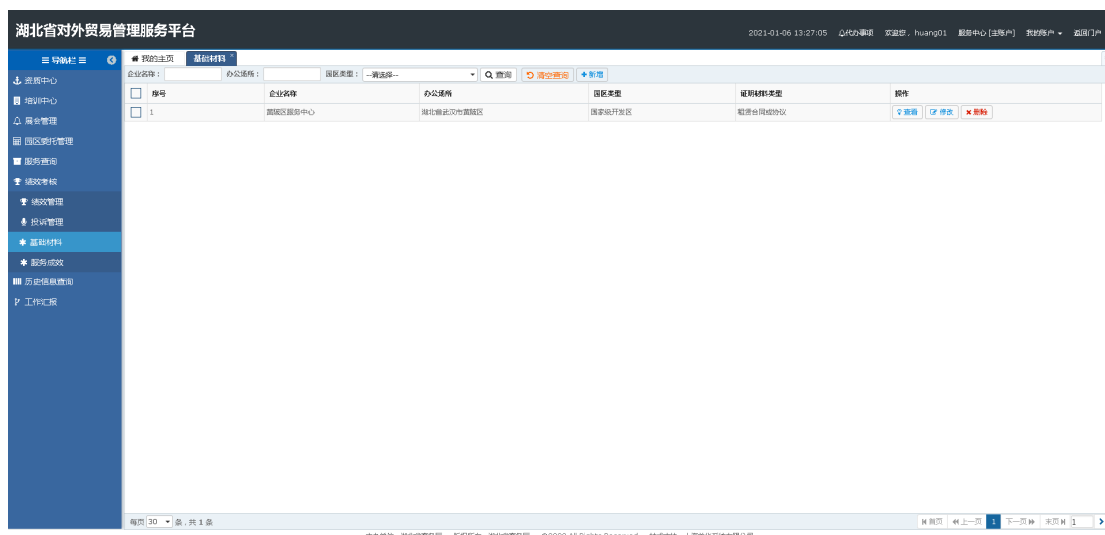 湖北省对外贸易管理服务平台
2021-01-06 13:27:05 代办事项 欢迎您, huang01 服务中心 [主账户] 我的账户 返回门户
导航栏
我的主页 基础材料
企业名称： 办公场所： 园区类型： --请选择-- 查询 清空查询 新增
序号 企业名称 办公场所 园区类型 证明材料类型 操作
1 黄陂区服务中心 湖北省武汉市黄陂区 国家级开发区 租赁合同或协议 查看 修改 删除
资质中心
培训中心
展会管理
园区委托管理
服务查询
绩效考核
绩效管理
投诉管理
基础材料
服务成效
历史信息查询
工作汇报
每页 30 条 , 共 1 条
首页 上一页 1 下一页 末页 1